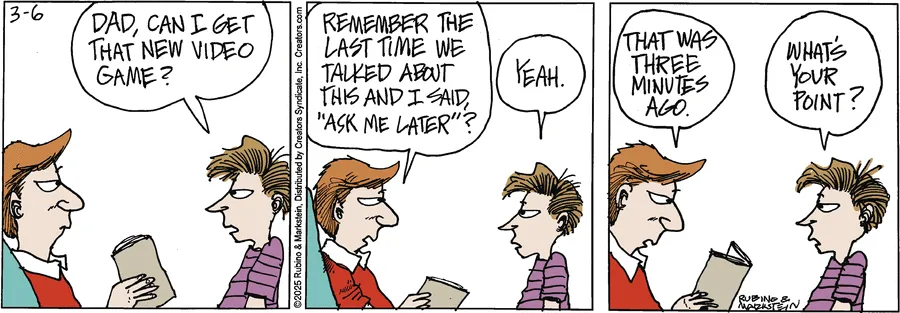 3-6
DAD, CAN I GET
THAT NEW VIDEO
GAME?
©2025 Rubino & Markstein, Distributed by Creators Syndicate, Inc. Creators.com
REMEMBER THE
LAST TIME WE
TALKED ABOUT
THIS AND I SAID,
"ASK ME LATER"?
YEAH.
THAT WAS
THREE
MINUTES
AGO.
WHAT'S
YOUR
POINT?
RUBINO &
MARKSTEIN